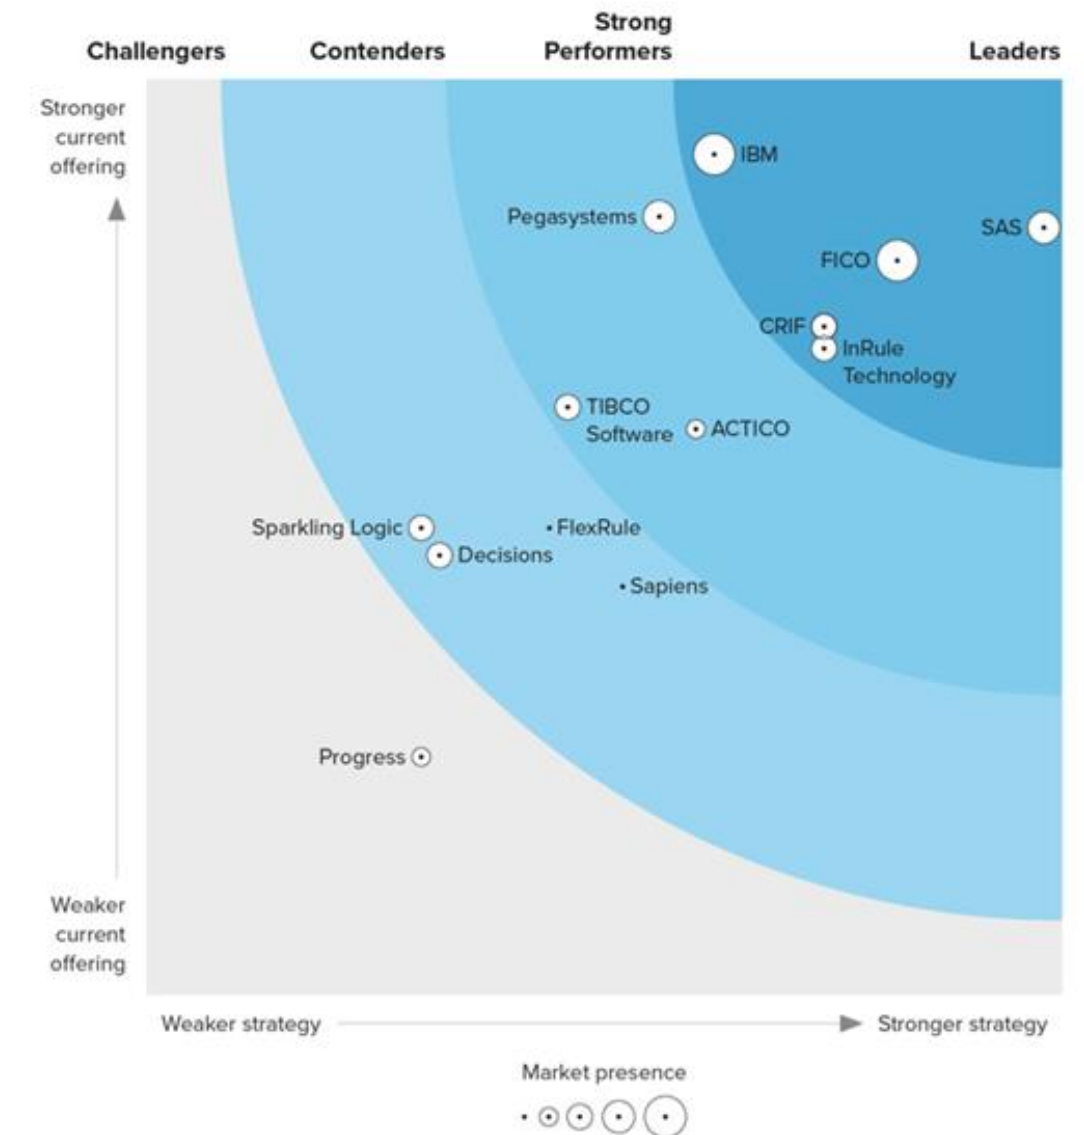 Strong
Challengers Contenders Performers Leaders
Stronger
current
offering
IBM
Pegasystems
SAS
FICO
CRIF
InRule
Technology
TIBCO
Software
ACTICO
Sparkling Logic
FlexRule
Decisions
Sapiens
Progress
Weaker
current
offering
Weaker strategy
Stronger strategy
Market presence